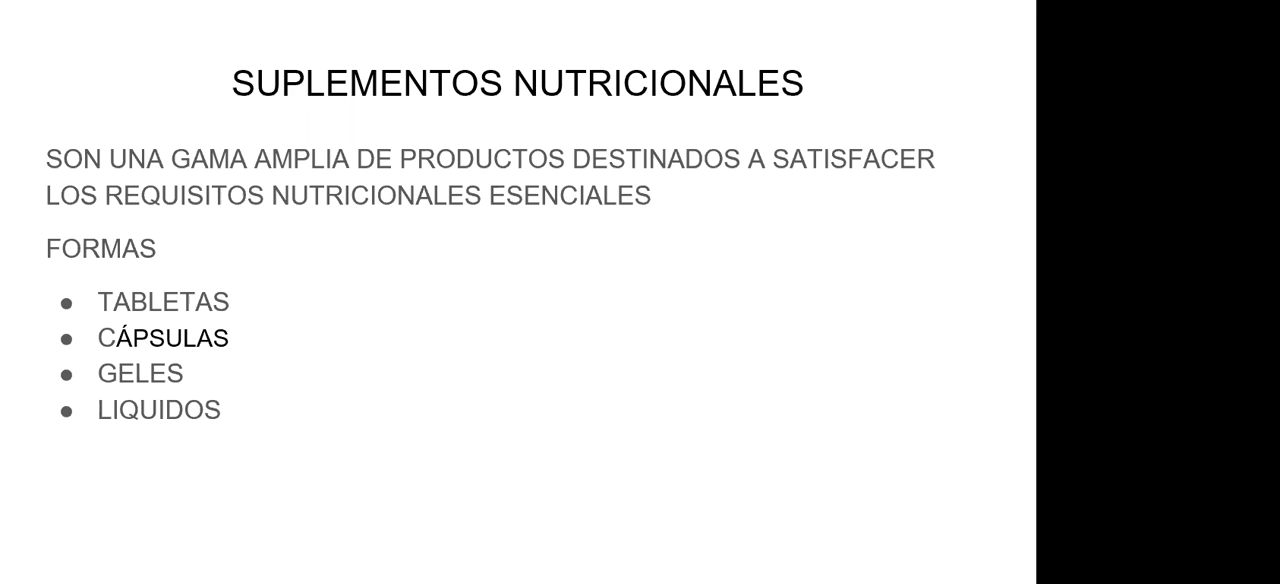 SUPLEMENTOS NUTRICIONALES
SON UNA GAMA AMPLIA DE PRODUCTOS DESTINADOS A SATISFACER
LOS REQUISITOS NUTRICIONALES ESENCIALES
FORMAS
● TABLETAS
● CÁPSULAS
● GELES
● LIQUIDOS